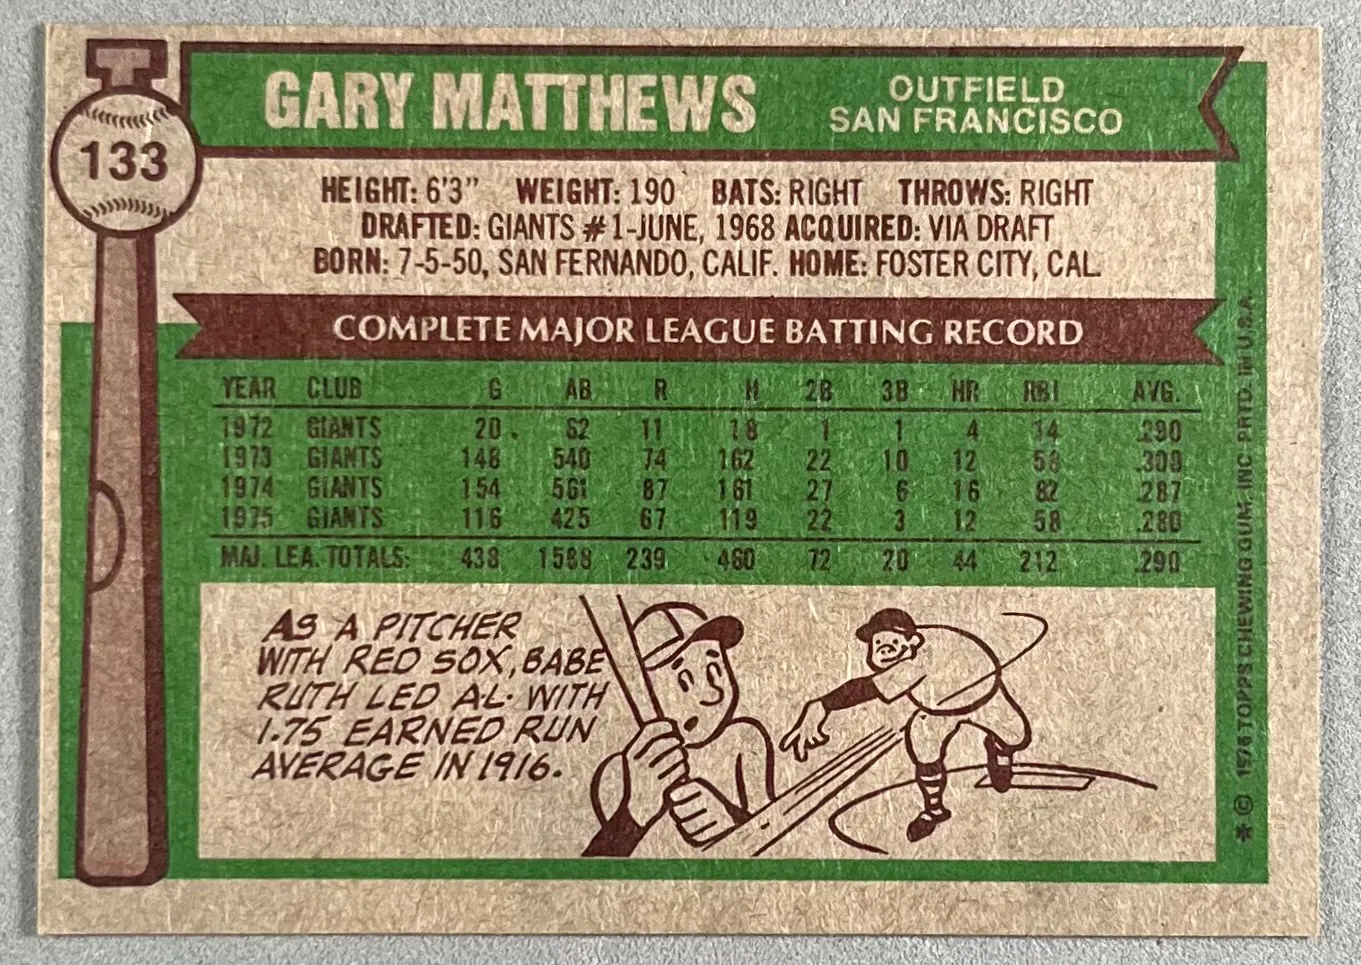 133
GARY MATTHEWS
OUTFIELD
SAN FRANCISCO
HEIGHT: 6'3" WEIGHT: 190 BATS: RIGHT THROWS: RIGHT
DRAFTED: GIANTS #1-JUNE, 1968 ACQUIRED: VIA DRAFT
BORN: 7-5-50, SAN FERNANDO, CALIF. HOME: FOSTER CITY, CAL.
COMPLETE MAJOR LEAGUE BATTING RECORD
YEAR CLUB G AB R H 2B 3B HR RBI AVG.
1972 GIANTS 20 62 11 18 1 1 4 14 .290
1973 GIANTS 148 540 74 162 22 10 12 58 .300
1974 GIANTS 154 561 87 161 27 6 16 82 .287
1975 GIANTS 116 425 67 119 22 3 12 58 .280
MAJ. LEA. TOTALS: 438 1588 239 460 72 20 44 212 .290
AS A PITCHER
WITH RED SOX, BABE
RUTH LED A.L. WITH
1.75 EARNED RUN
AVERAGE IN 1916.
* © 1976 TOPPS CHEWING GUM, INC. PRTD. IN U.S.A.